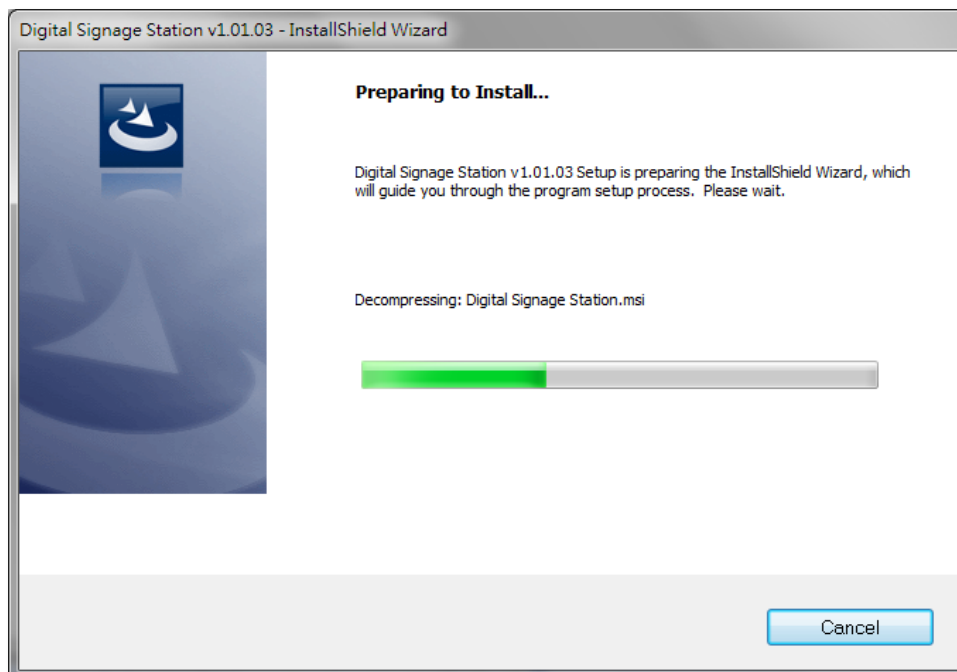 Digital Signage Station v1.01.03 - InstallShield Wizard
Preparing to Install...
Digital Signage Station v1.01.03 Setup is preparing the InstallShield Wizard, which
will guide you through the program setup process.  Please wait.
Decompressing: Digital Signage Station.msi
Cancel